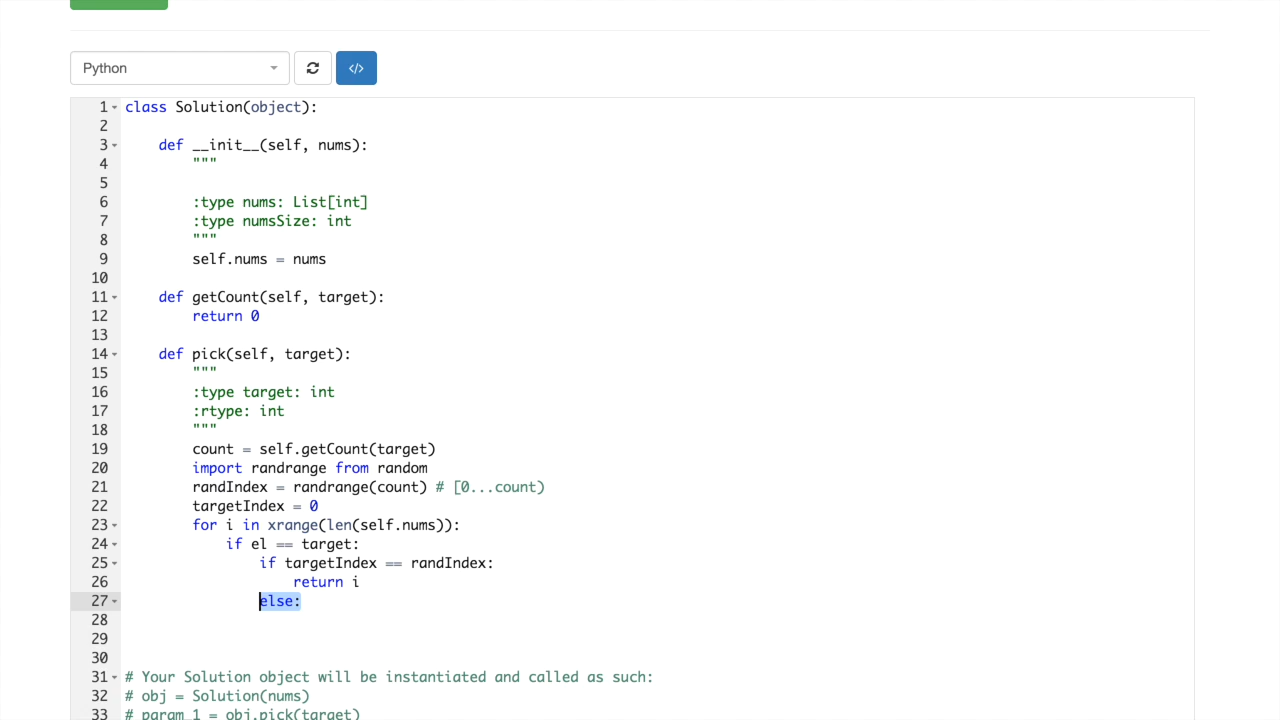 Python
</>
1 class Solution(object):
2
3 def __init__(self, nums):
4 """
5
6 :type nums: List[int]
7 :type numsSize: int
8 """
9 self.nums = nums
10
11 def getCount(self, target):
12 return 0
13
14 def pick(self, target):
15 """
16 :type target: int
17 :rtype: int
18 """
19 count = self.getCount(target)
20 import randrange from random
21 randIndex = randrange(count) # [0...count)
22 targetIndex = 0
23 for i in xrange(len(self.nums)):
24 if el == target:
25 if targetIndex == randIndex:
26 return i
27 else:
28
29
30
31 # Your Solution object will be instantiated and called as such:
32 # obj = Solution(nums)
33 # param_1 = obj.pick(target)